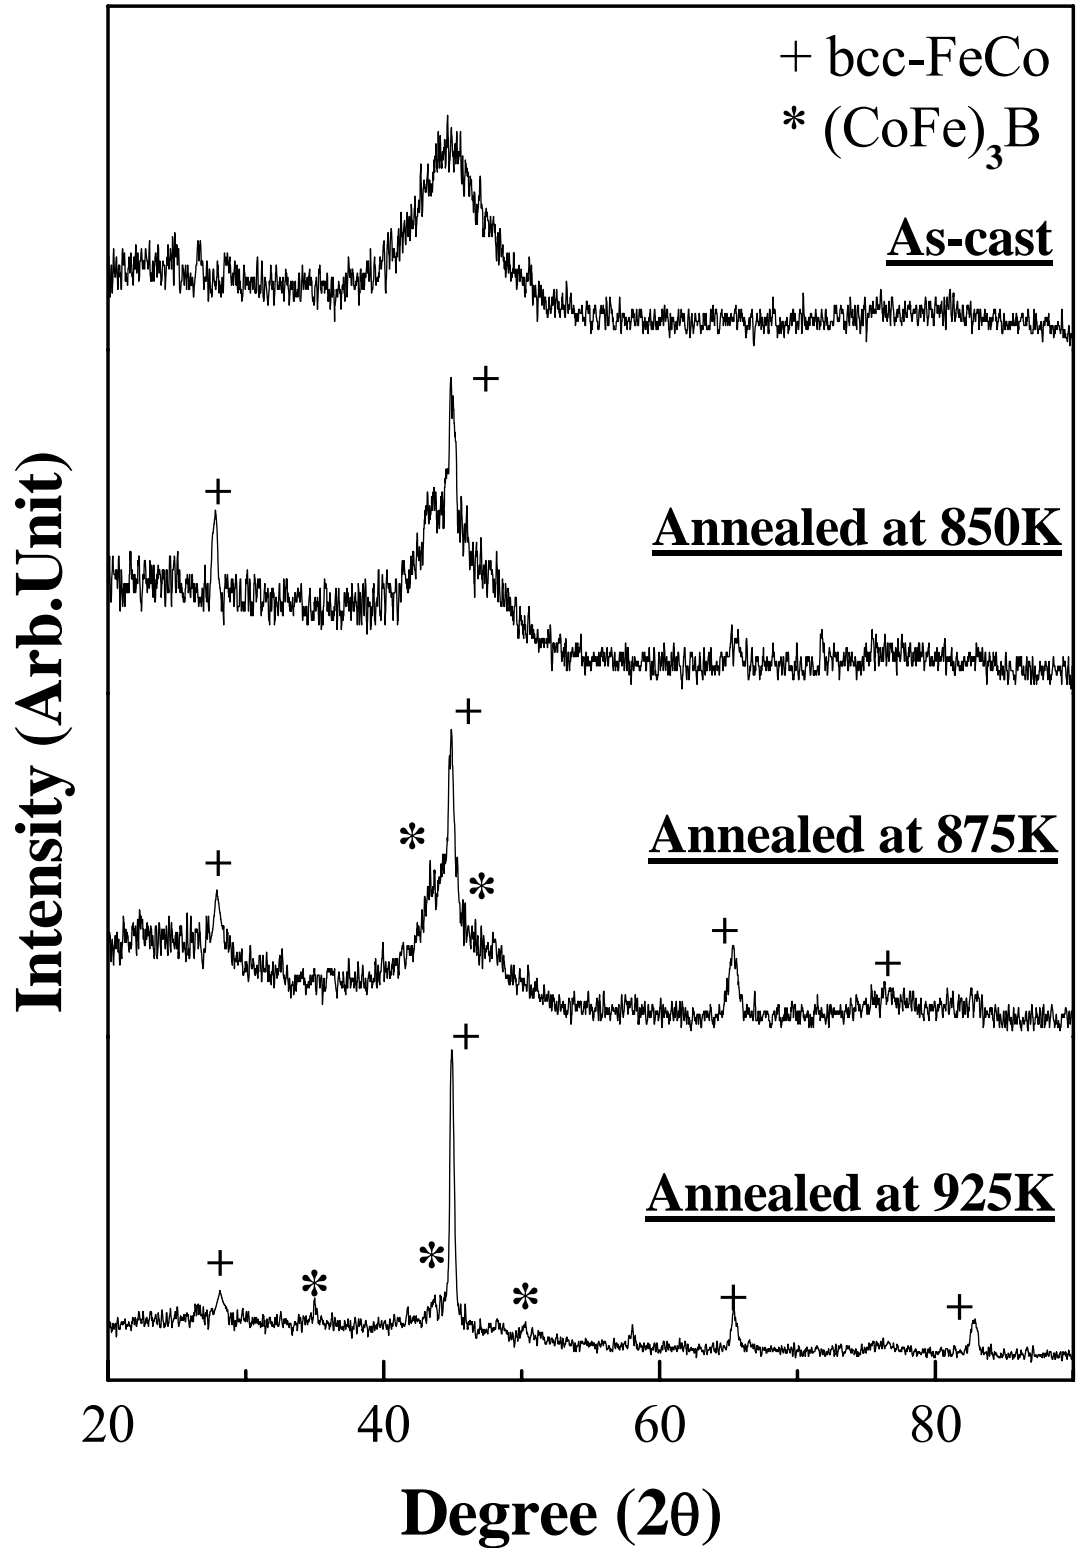 + bcc-FeCo
* (CoFe)₃B
As-cast
+
+
Annealed at 850K
+
*
Annealed at 875K
+
*
+
+
+
Annealed at 925K
*
+
*
*
+
+
20 40 60 80
Degree (2θ)
Intensity (Arb.Unit)